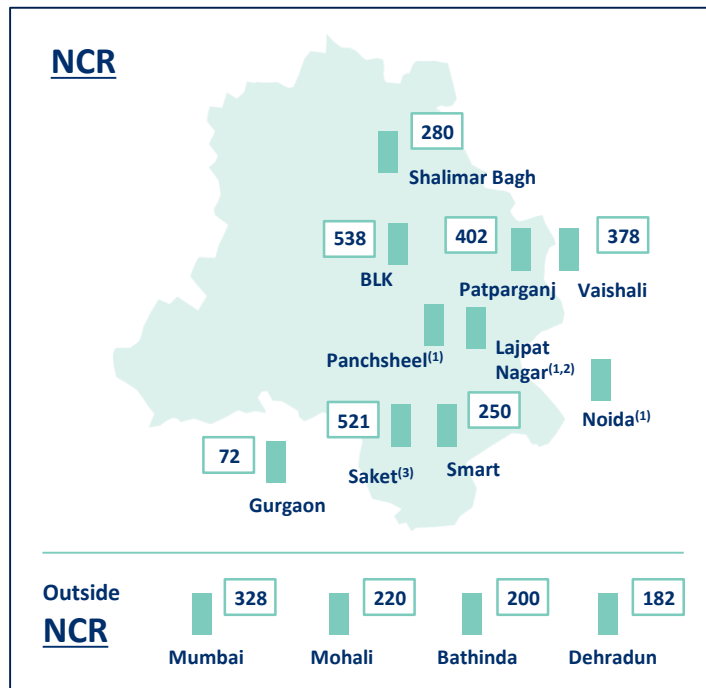 NCR
280
Shalimar Bagh
538
BLK
402
Patparganj
378
Vaishali
Panchsheel(1)
Lajpat
Nagar(1,2)
Noida(1)
521
Saket(3)
250
Smart
72
Gurgaon
Outside
NCR
328
Mumbai
220
Mohali
200
Bathinda
182
Dehradun